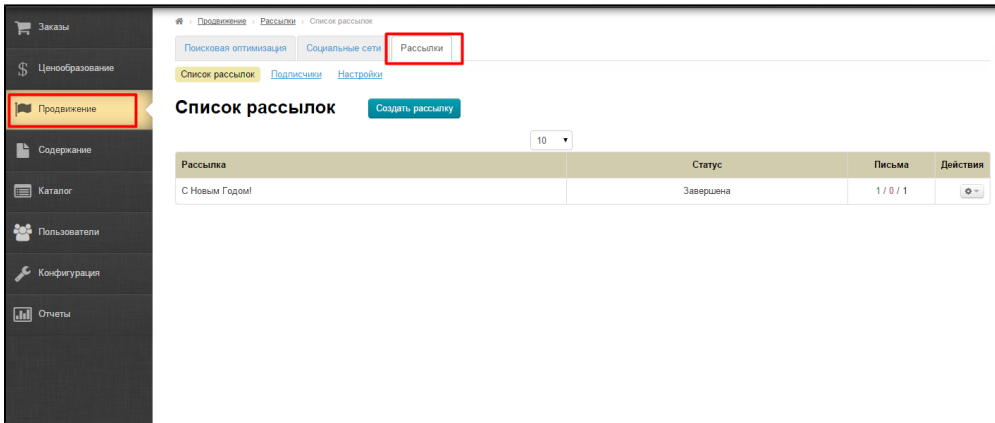 Заказы
Ценообразование
Продвижение
Содержание
Каталог
Пользователи
Конфигурация
Отчеты
Продвижение › Рассылки › Список рассылок
Поисковая оптимизация Социальные сети Рассылки
Список рассылок Подписчики Настройки
Список рассылок Создать рассылку
10
Рассылка Статус Письма Действия
С Новым Годом! Завершена 1 / 0 / 1